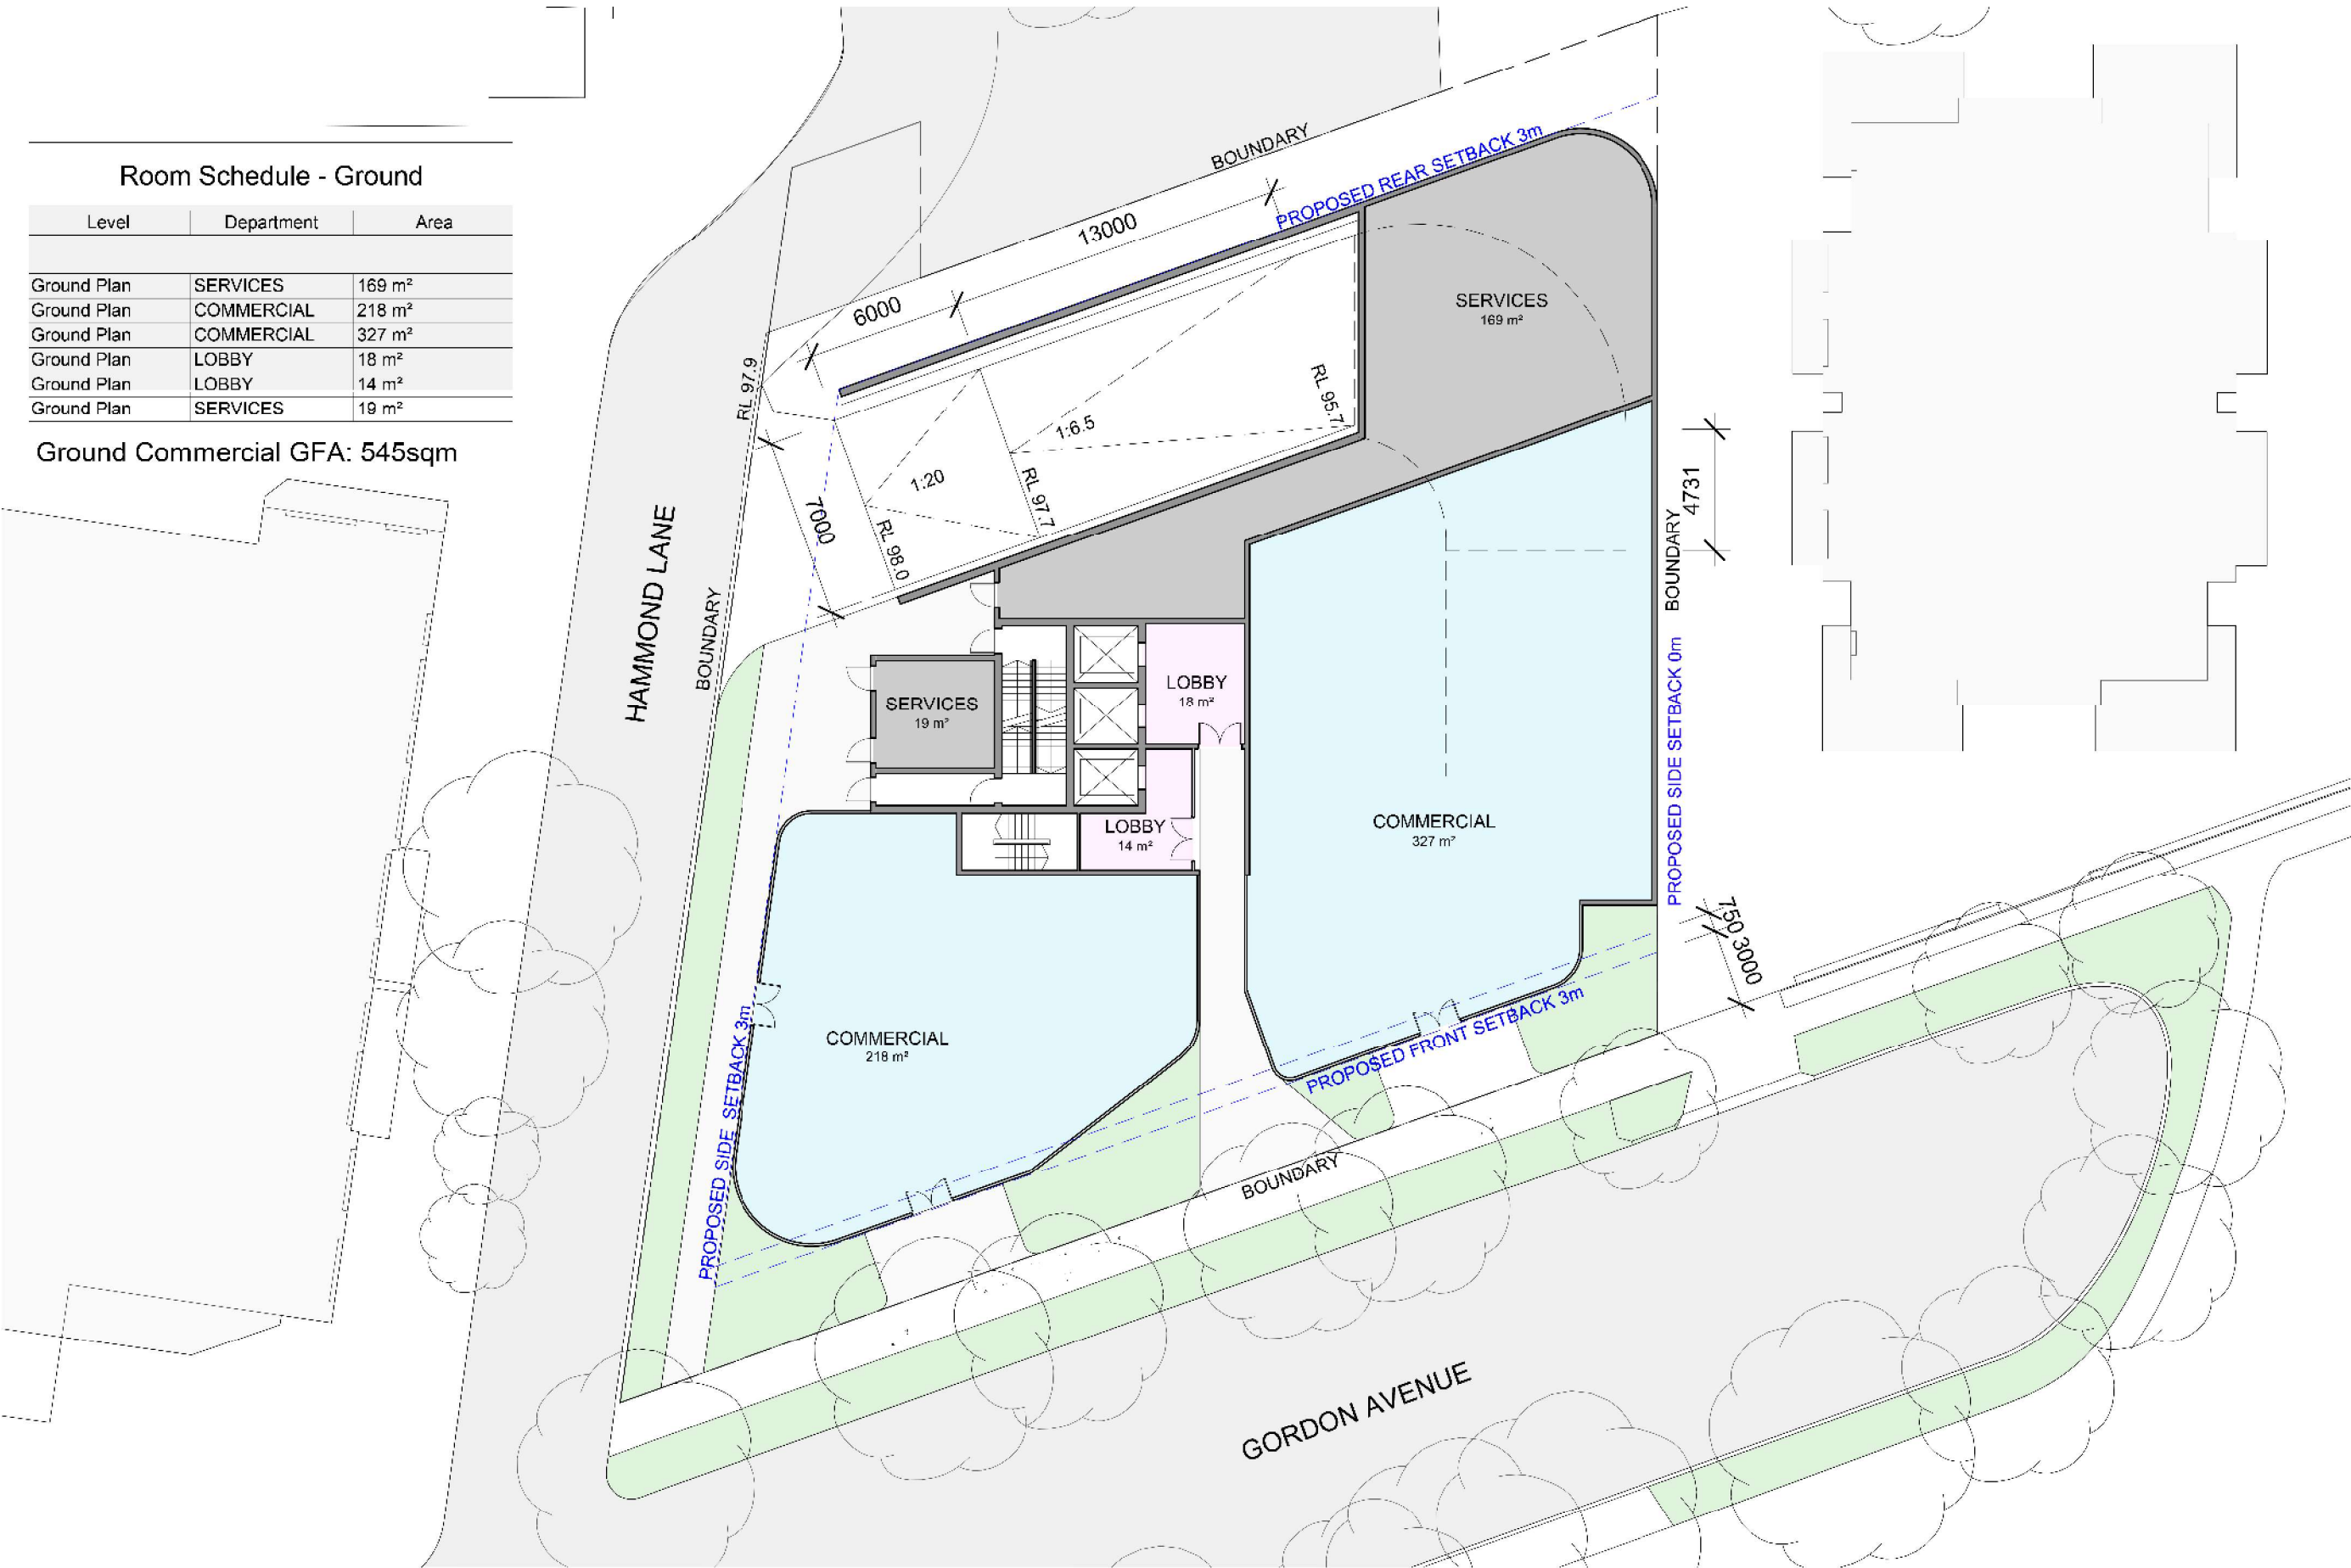 Room Schedule - Ground
Level Department Area
Ground Plan SERVICES 169 m²
Ground Plan COMMERCIAL 218 m²
Ground Plan COMMERCIAL 327 m²
Ground Plan LOBBY 18 m²
Ground Plan LOBBY 14 m²
Ground Plan SERVICES 19 m²
Ground Commercial GFA: 545sqm
BOUNDARY
PROPOSED REAR SETBACK 3m
13000
6000
SERVICES
169 m²
RL 97.9
RL 95.7
1:6.5
1:20
RL 97.7
RL 98.0
7000
4731
BOUNDARY
HAMMOND LANE
BOUNDARY
PROPOSED SIDE SETBACK 0m
LOBBY
18 m²
SERVICES
19 m²
LOBBY
14 m²
COMMERCIAL
327 m²
750
3000
PROPOSED FRONT SETBACK 3m
COMMERCIAL
218 m²
PROPOSED SIDE SETBACK 3m
BOUNDARY
GORDON AVENUE